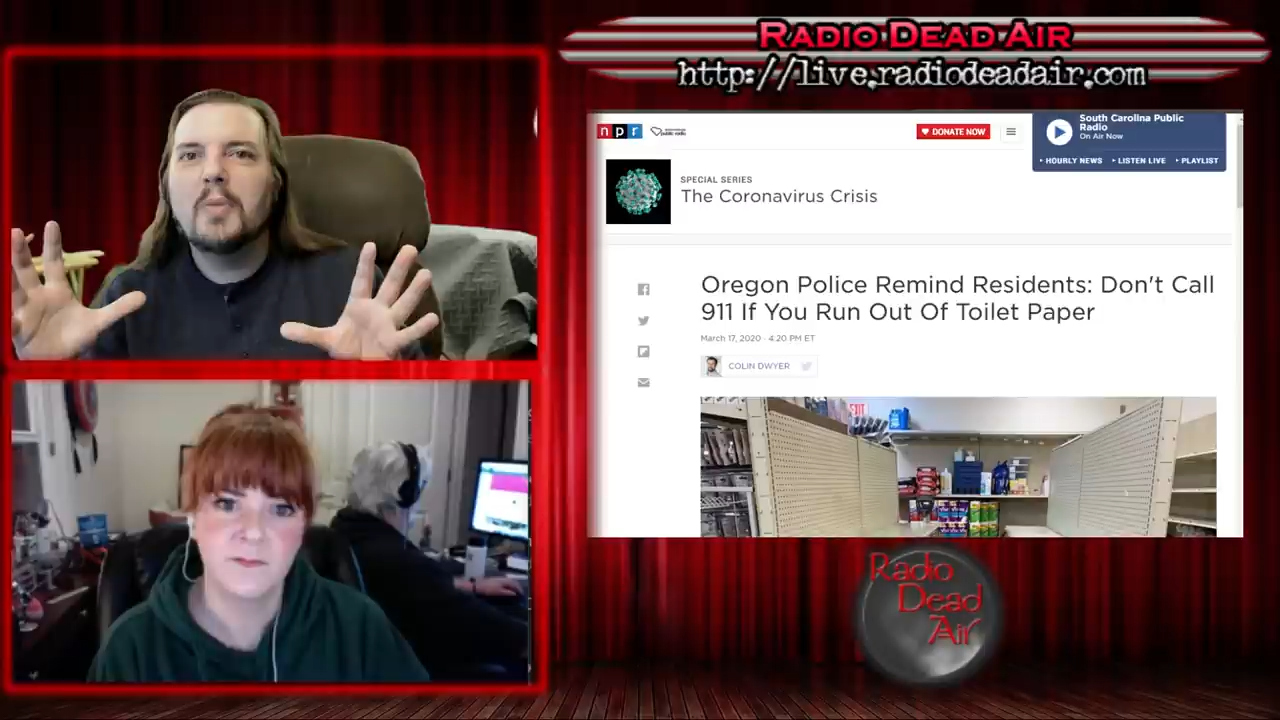 RADIO DEAD AIR
http://live.radiodeadair.com
npr
DONATE NOW
South Carolina Public
Radio
On Air Now
HOURLY NEWS
LISTEN LIVE
PLAYLIST
SPECIAL SERIES
The Coronavirus Crisis
Oregon Police Remind Residents: Don't Call
911 If You Run Out Of Toilet Paper
March 17, 2020 · 4:20 PM ET
COLIN DWYER
EXIT
Radio
Dead
Air